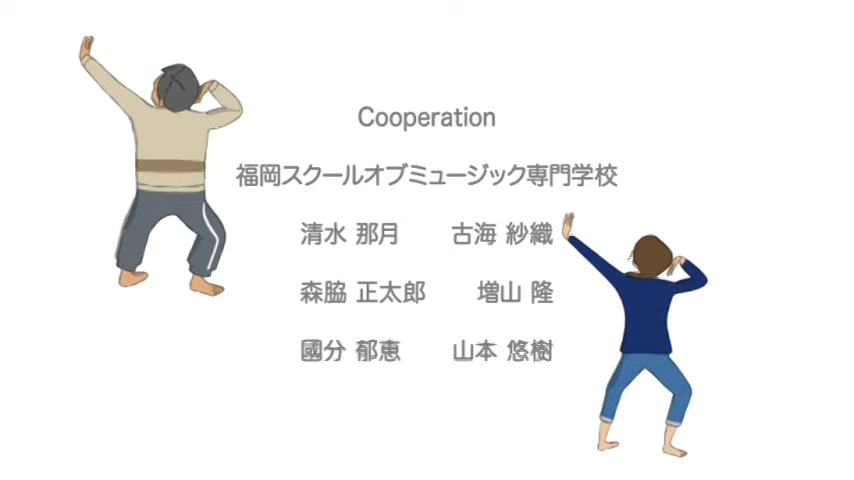 Cooperation
福岡スクールオブミュージック専門学校
清水 那月 古海 紗織
森脇 正太郎 増山 隆
國分 郁恵 山本 悠樹